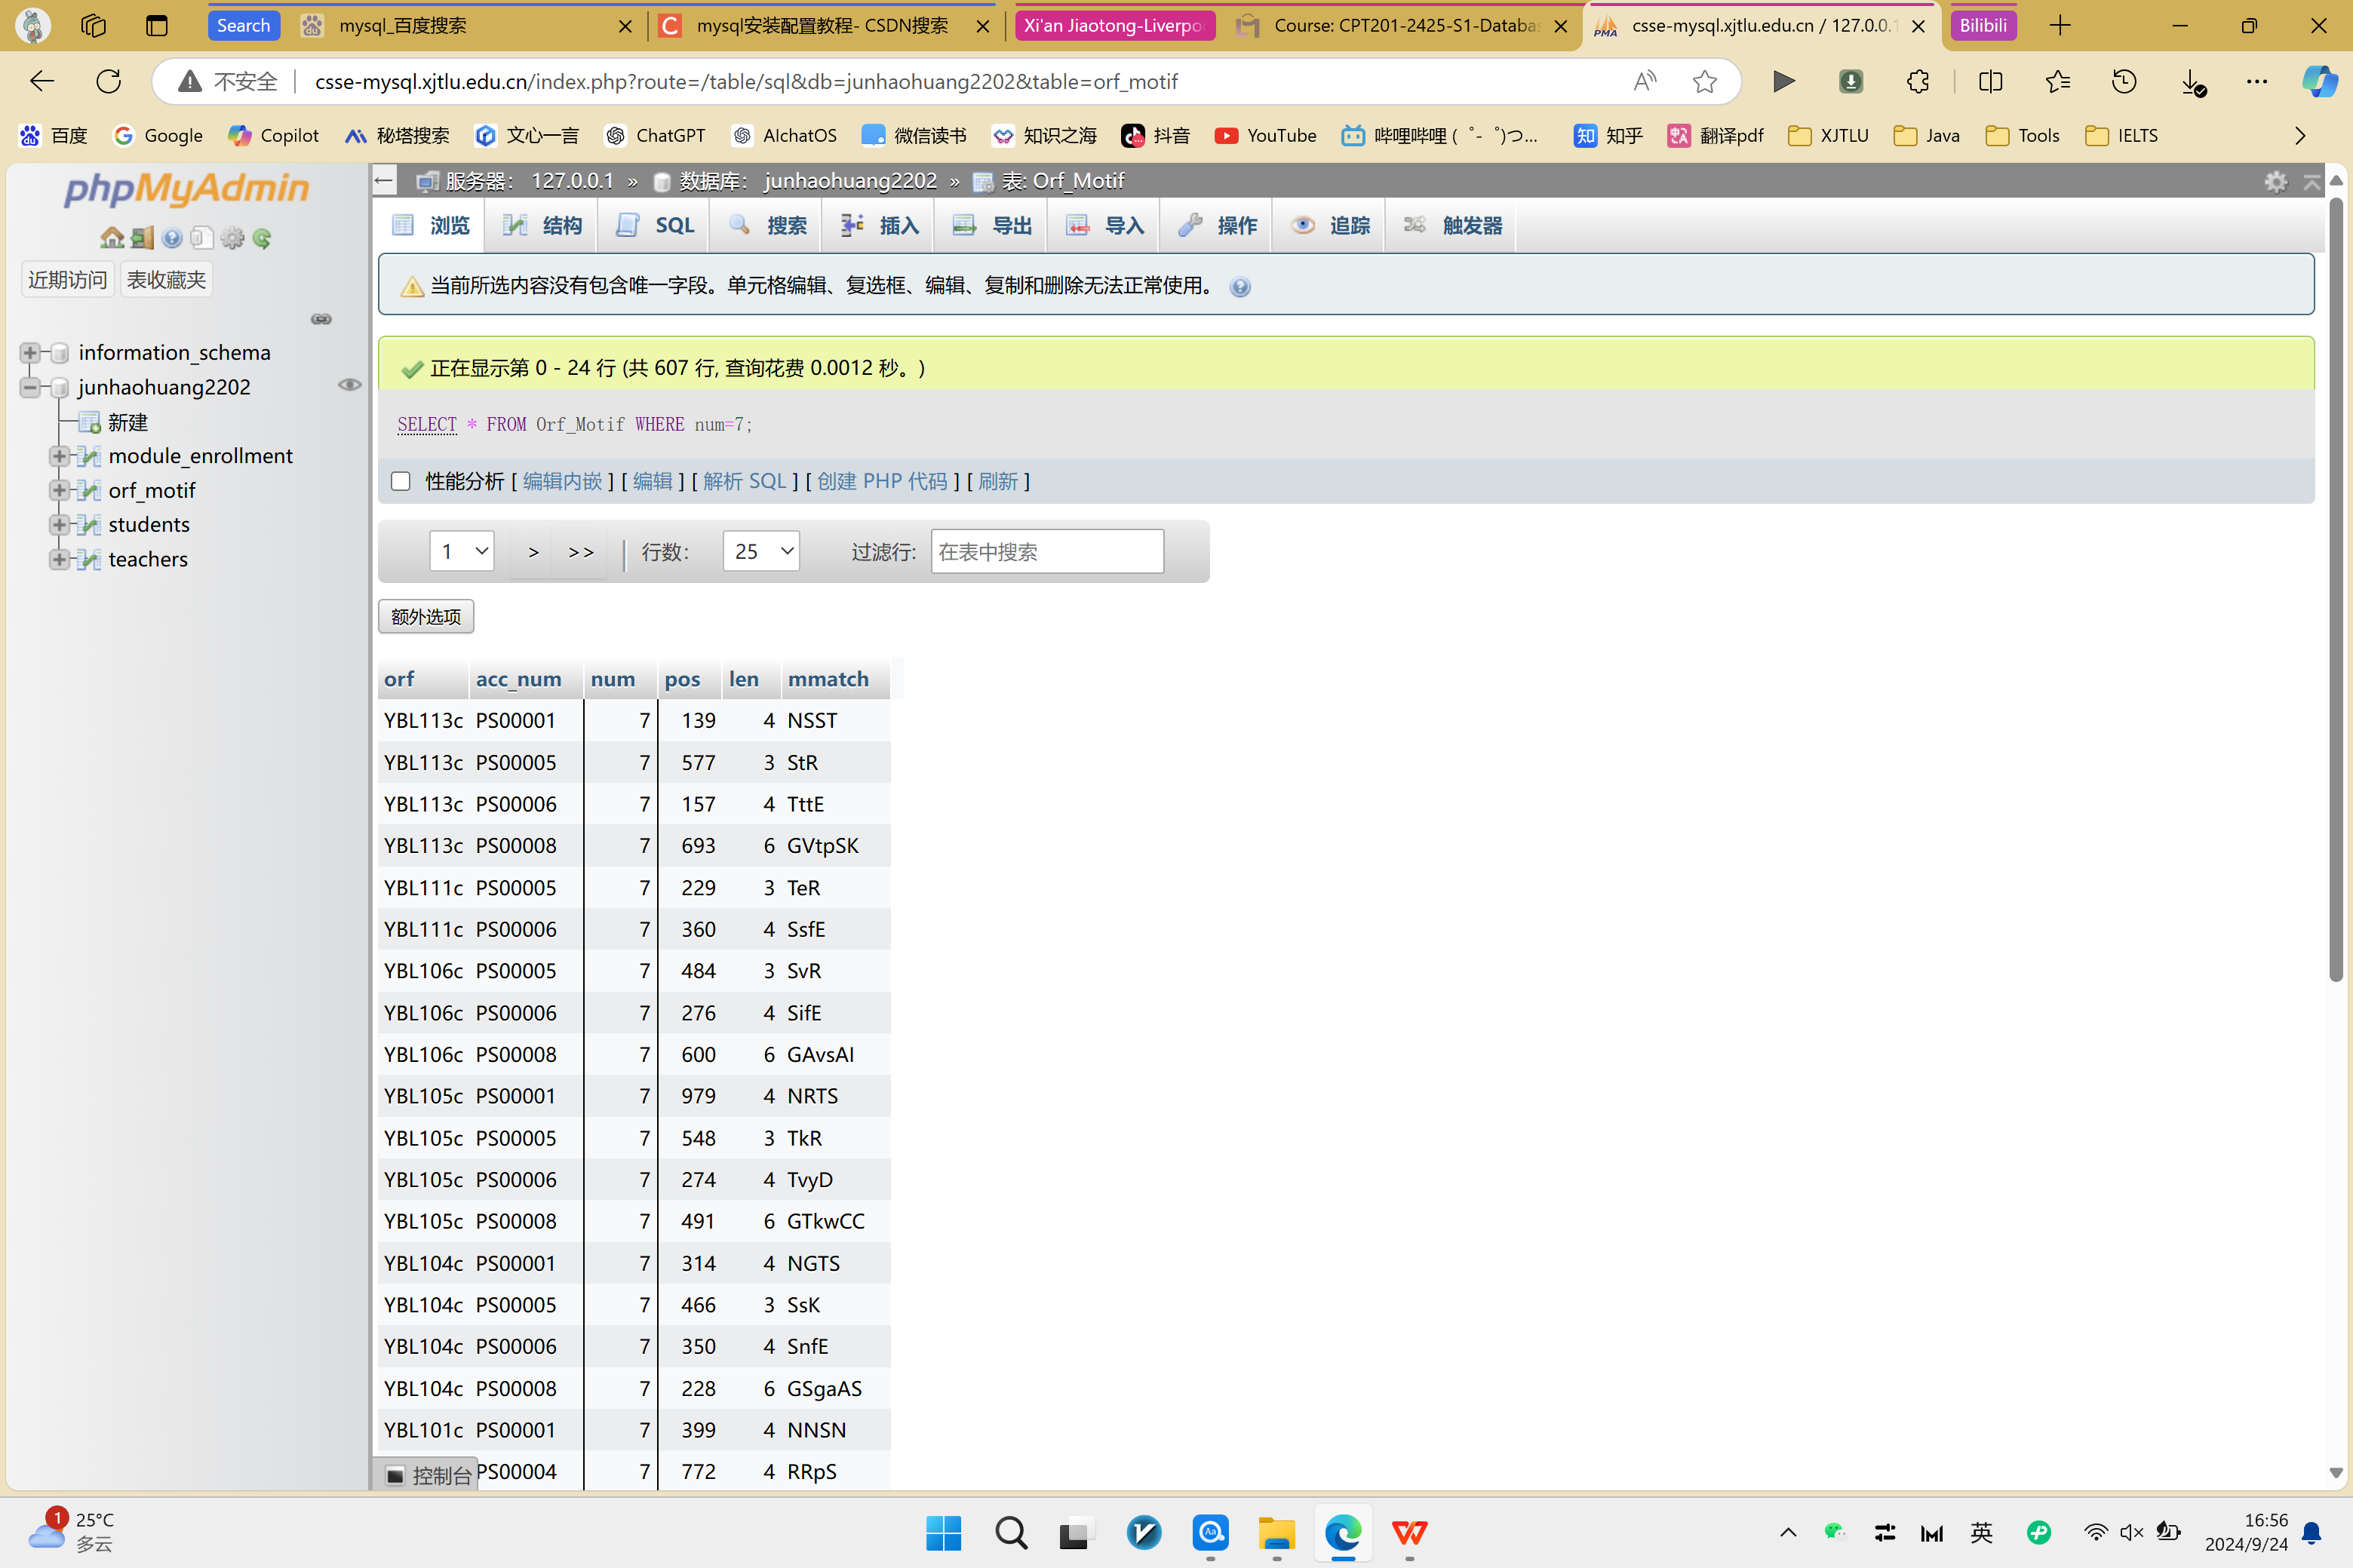 Search
mysql_百度搜索
mysql安装配置教程- CSDN搜索
Xi'an Jiaotong-Liverpo
Course: CPT201-2425-S1-Databa
csse-mysql.xjtlu.edu.cn / 127.0.0.1
Bilibili
不安全
csse-mysql.xjtlu.edu.cn/index.php?route=/table/sql&db=junhaohuang2202&table=orf_motif
百度
Google
Copilot
秘塔搜索
文心一言
ChatGPT
AIchatOS
微信读书
知识之海
抖音
YouTube
哔哩哔哩 ( ゜- ゜)つ...
知乎
翻译pdf
XJTLU
Java
Tools
IELTS
phpMyAdmin
近期访问 表收藏夹
information_schema
junhaohuang2202
新建
module_enrollment
orf_motif
students
teachers
服务器： 127.0.0.1 » 数据库： junhaohuang2202 » 表: Orf_Motif
浏览 结构 SQL 搜索 插入 导出 导入 操作 追踪 触发器
当前所选内容没有包含唯一字段。单元格编辑、复选框、编辑、复制和删除无法正常使用。
正在显示第 0 - 24 行 (共 607 行, 查询花费 0.0012 秒。)
SELECT * FROM Orf_Motif WHERE num=7;
性能分析 [ 编辑内嵌 ] [ 编辑 ] [ 解析 SQL ] [ 创建 PHP 代码 ] [ 刷新 ]
1 > >> 行数： 25 过滤行: 在表中搜索
额外选项
orf acc_num num pos len mmatch
YBL113c PS00001 7 139 4 NSST
YBL113c PS00005 7 577 3 StR
YBL113c PS00006 7 157 4 TttE
YBL113c PS00008 7 693 6 GVtpSK
YBL111c PS00005 7 229 3 TeR
YBL111c PS00006 7 360 4 SsfE
YBL106c PS00005 7 484 3 SvR
YBL106c PS00006 7 276 4 SifE
YBL106c PS00008 7 600 6 GAvsAI
YBL105c PS00001 7 979 4 NRTS
YBL105c PS00005 7 548 3 TkR
YBL105c PS00006 7 274 4 TvyD
YBL105c PS00008 7 491 6 GTkwCC
YBL104c PS00001 7 314 4 NGTS
YBL104c PS00005 7 466 3 SsK
YBL104c PS00006 7 350 4 SnfE
YBL104c PS00008 7 228 6 GSgaAS
YBL101c PS00001 7 399 4 NNSN
PS00004 7 772 4 RRpS
控制台
1
25°C
多云
英
16:56
2024/9/24